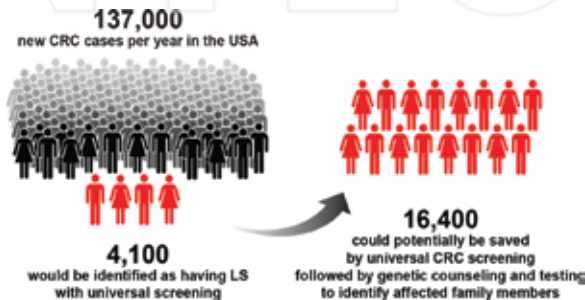 137,000
new CRC cases per year in the USA
4,100
would be identified as having LS
with universal screening
16,400
could potentially be saved
by universal CRC screening
followed by genetic counseling and testing
to identify affected family members